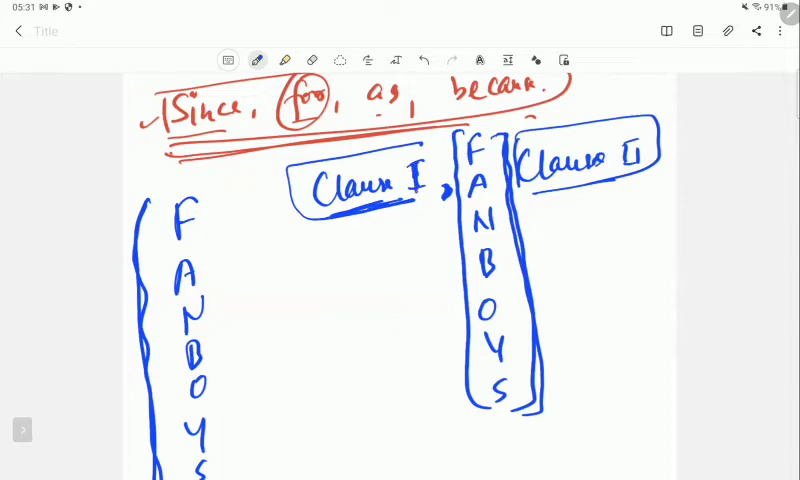 05:31
91%
Title
Since, for, as, because.
Clause I , F Clause II
A
N
B
O
Y
S
F
A
N
B
O
Y
S